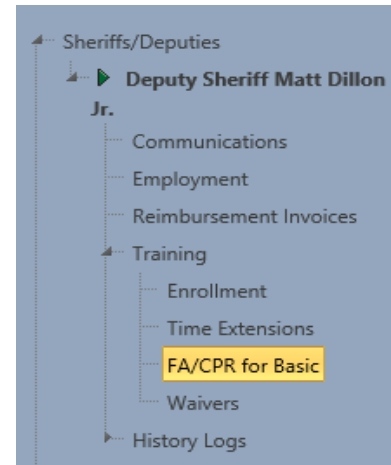 Sheriffs/Deputies
Deputy Sheriff Matt Dillon
Jr.
Communications
Employment
Reimbursement Invoices
Training
Enrollment
Time Extensions
FA/CPR for Basic
Waivers
History Logs